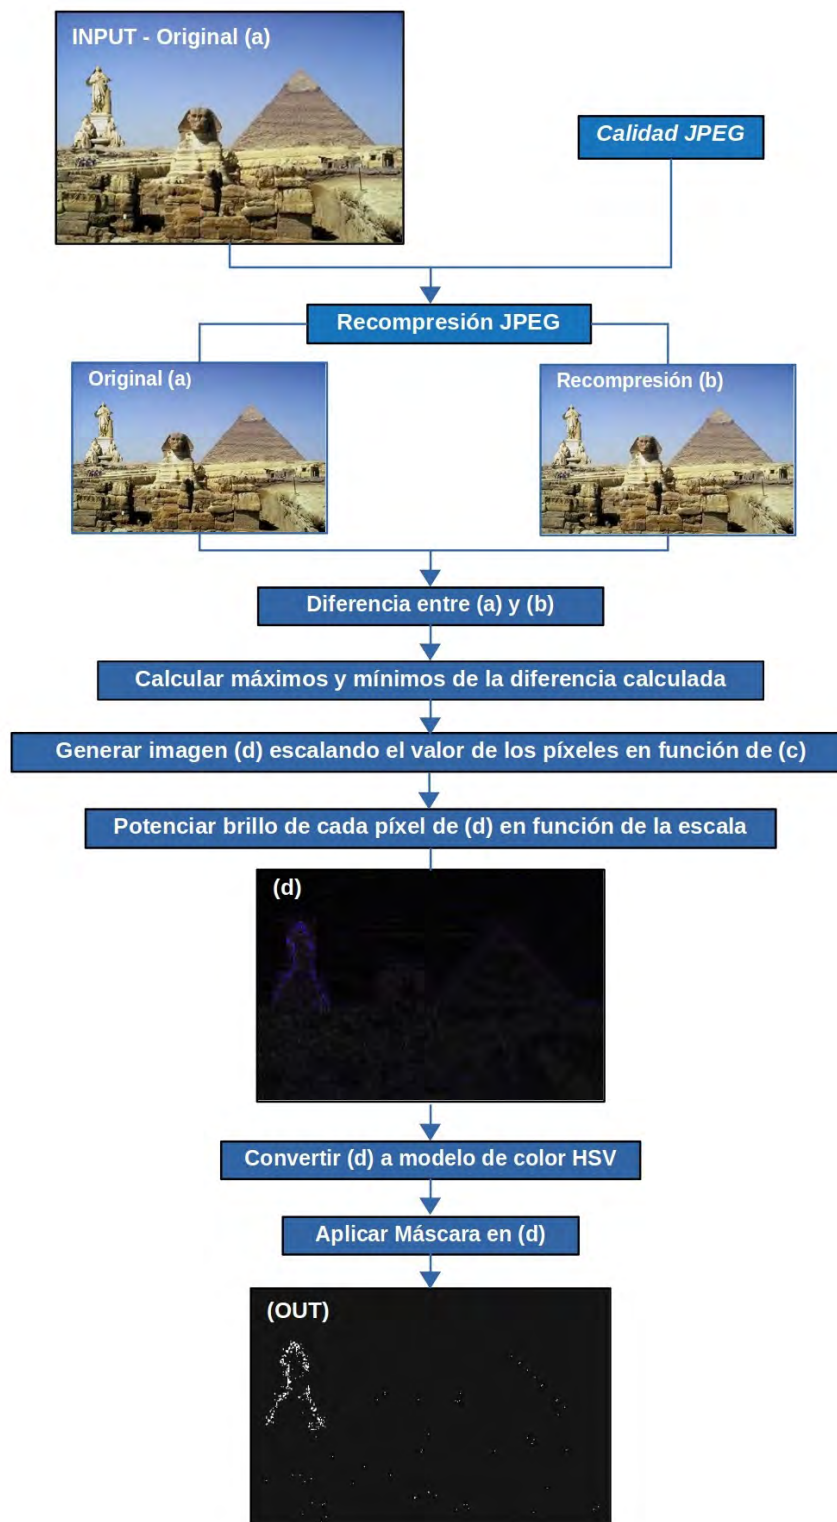 INPUT - Original (a)
Calidad JPEG
Recompresión JPEG
Original (a)
Recompresión (b)
Diferencia entre (a) y (b)
Calcular máximos y mínimos de la diferencia calculada
Generar imagen (d) escalando el valor de los píxeles en función de (c)
Potenciar brillo de cada píxel de (d) en función de la escala
(d)
Convertir (d) a modelo de color HSV
Aplicar Máscara en (d)
(OUT)